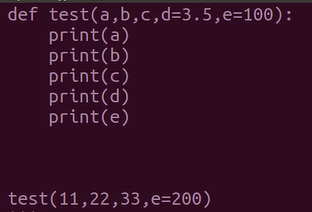 def test(a,b,c,d=3.5,e=100):
    print(a)
    print(b)
    print(c)
    print(d)
    print(e)
test(11,22,33,e=200)